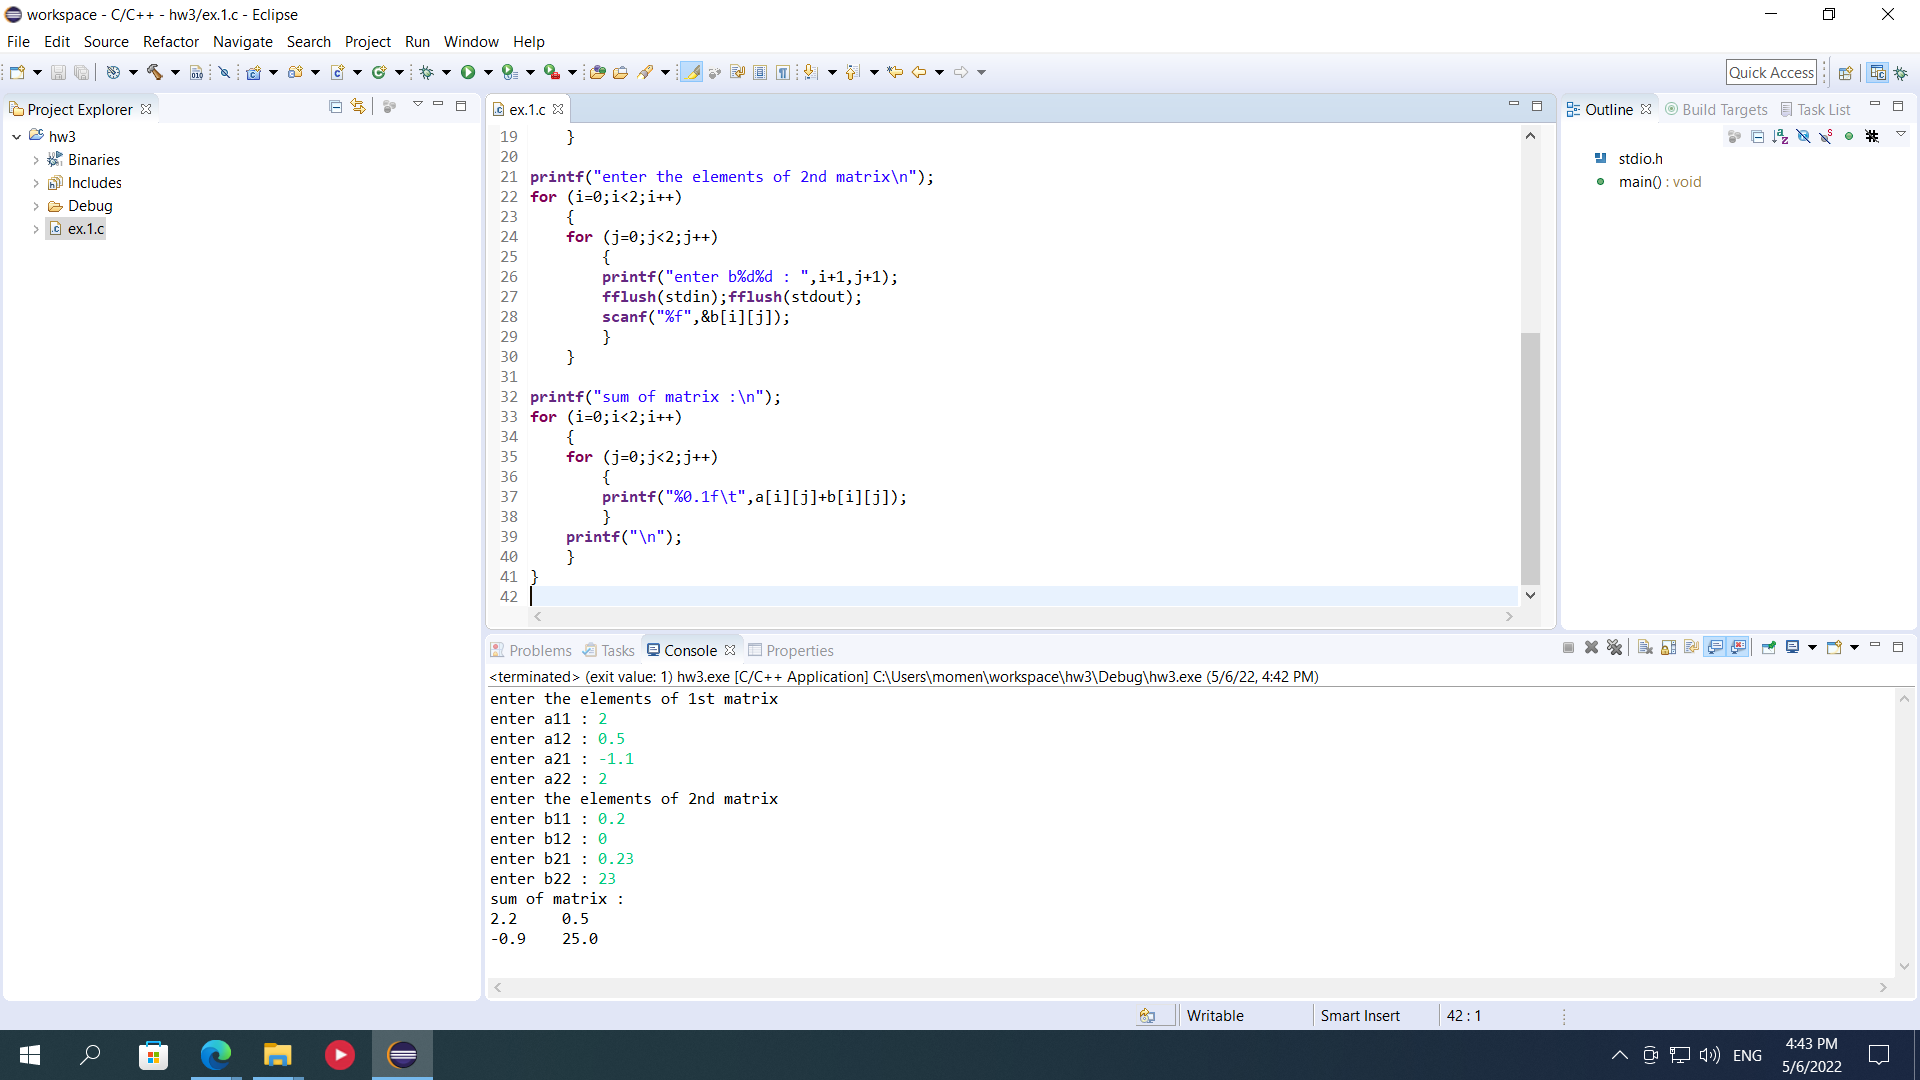 workspace - C/C++ - hw3/ex.1.c - Eclipse
File Edit Source Refactor Navigate Search Project Run Window Help
Quick Access
Project Explorer
hw3
Binaries
Includes
Debug
ex.1.c
ex.1.c
19     }
20
21 printf("enter the elements of 2nd matrix\n");
22 for (i=0;i<2;i++)
23     {
24     for (j=0;j<2;j++)
25         {
26         printf("enter b%d%d : ",i+1,j+1);
27         fflush(stdin);fflush(stdout);
28         scanf("%f",&b[i][j]);
29         }
30     }
31
32 printf("sum of matrix :\n");
33 for (i=0;i<2;i++)
34     {
35     for (j=0;j<2;j++)
36         {
37         printf("%0.1f\t",a[i][j]+b[i][j]);
38         }
39     printf("\n");
40     }
41 }
42
Outline Build Targets Task List
stdio.h
main() : void
Problems Tasks Console Properties
<terminated> (exit value: 1) hw3.exe [C/C++ Application] C:\Users\momen\workspace\hw3\Debug\hw3.exe (5/6/22, 4:42 PM)
enter the elements of 1st matrix
enter a11 : 2
enter a12 : 0.5
enter a21 : -1.1
enter a22 : 2
enter the elements of 2nd matrix
enter b11 : 0.2
enter b12 : 0
enter b21 : 0.23
enter b22 : 23
sum of matrix :
2.2     0.5
-0.9    25.0
Writable Smart Insert 42 : 1
ENG
4:43 PM
5/6/2022